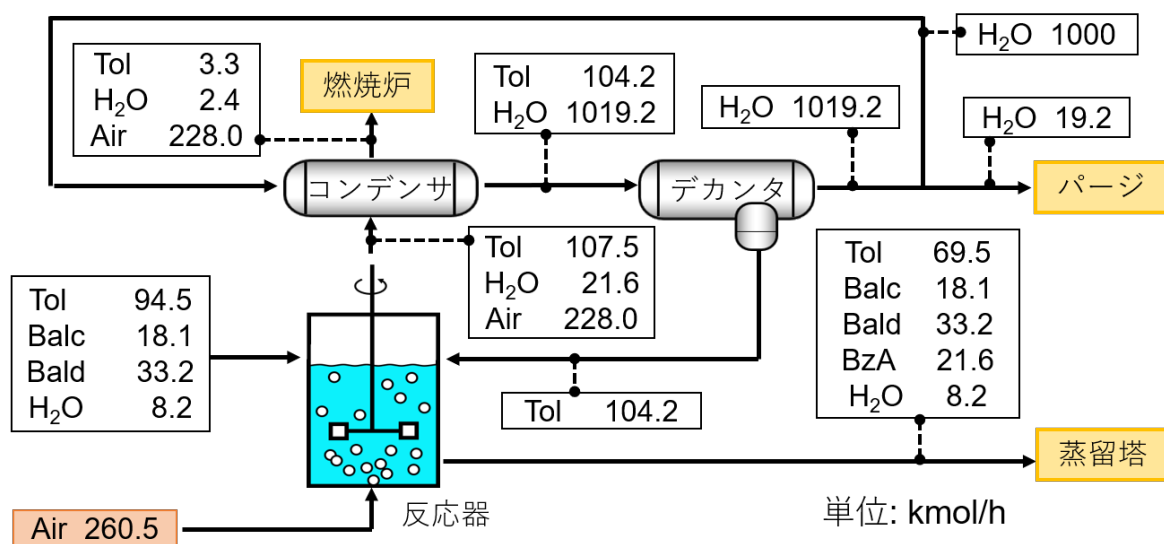 H₂O 1000
Tol 3.3
H₂O 2.4
Air 228.0
燃焼炉
Tol 104.2
H₂O 1019.2
H₂O 1019.2
H₂O 19.2
コンデンサ
デカンタ
パージ
Tol 107.5
H₂O 21.6
Air 228.0
Tol 69.5
Balc 18.1
Bald 33.2
BzA 21.6
H₂O 8.2
Tol 94.5
Balc 18.1
Bald 33.2
H₂O 8.2
Tol 104.2
蒸留塔
反応器
単位: kmol/h
Air 260.5